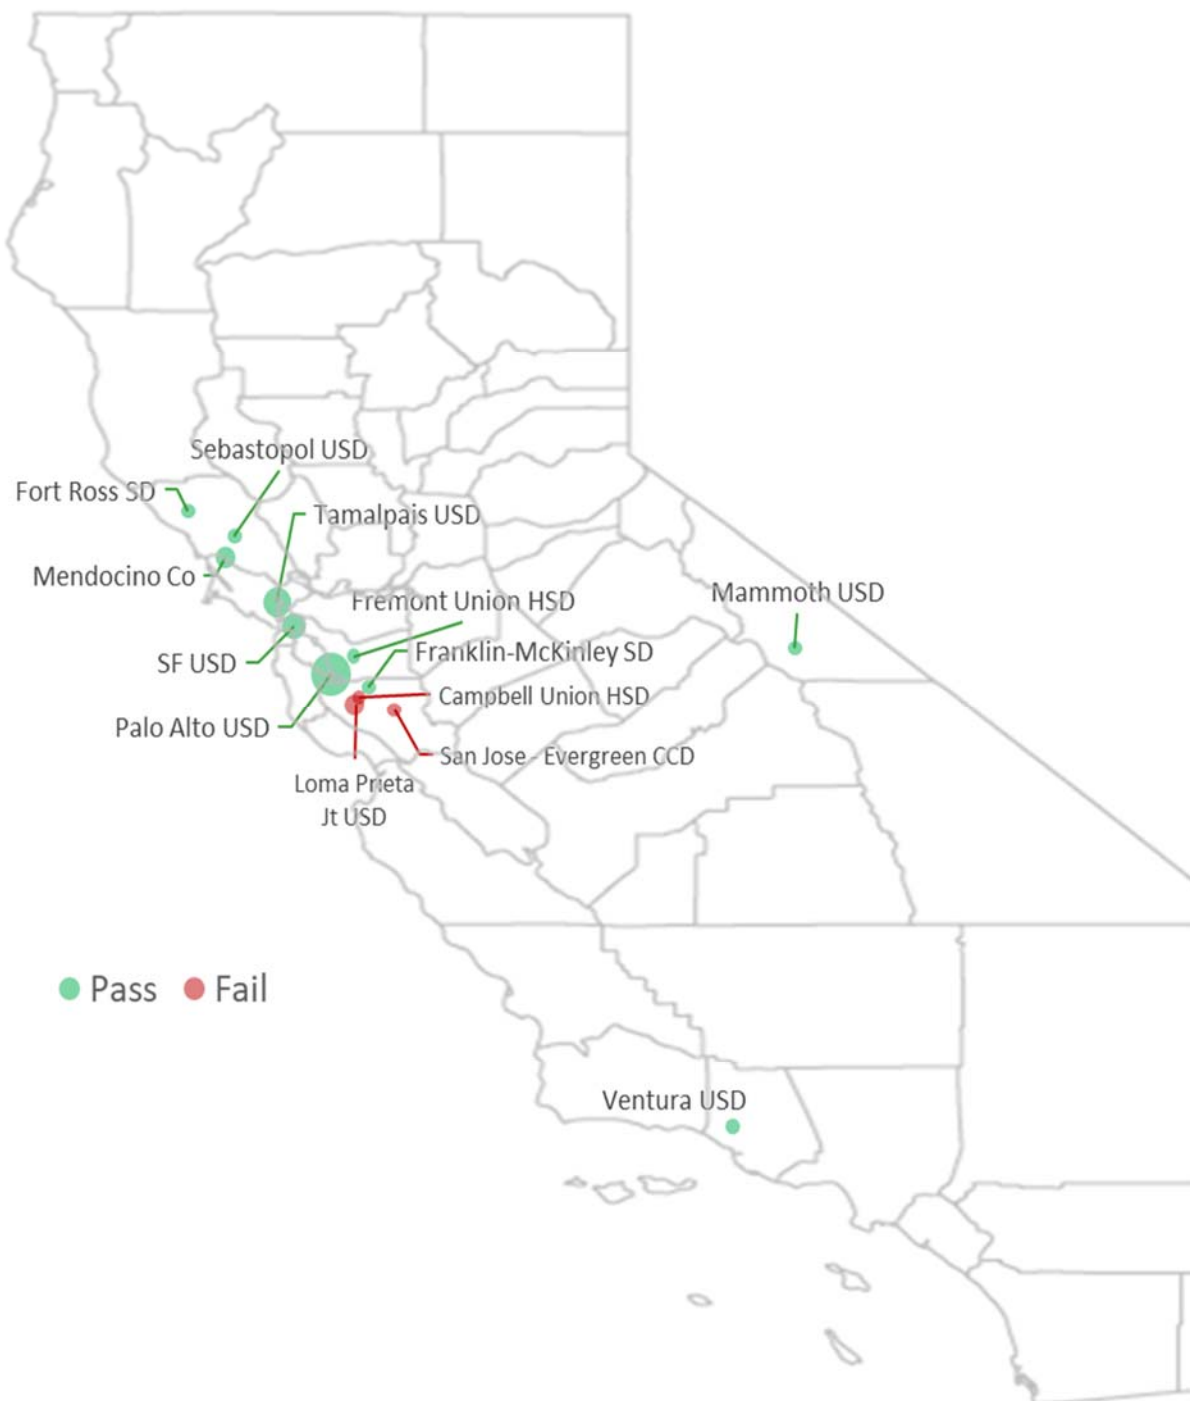 Sebastopol USD
Fort Ross SD
Tamalpais USD
Mendocino Co
Mammoth USD
Fremont Union HSD
SF USD
Franklin-McKinley SD
Campbell Union HSD
Palo Alto USD
San Jose - Evergreen CCD
Loma Prieta
Jt USD
Pass
Fail
Ventura USD